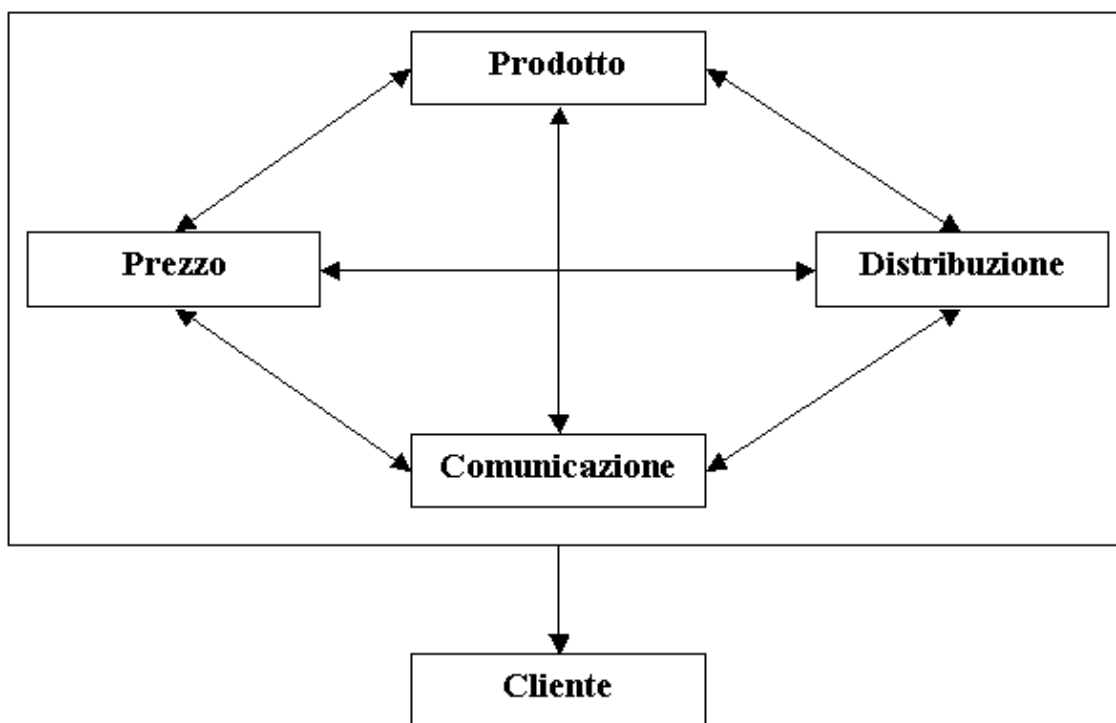 Prodotto
Prezzo
Distribuzione
Comunicazione
Cliente